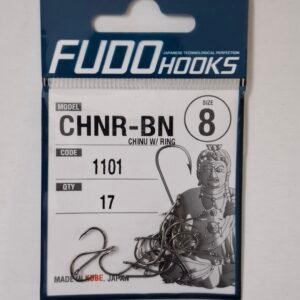 FUDO HOOKS
JAPANESE TECHNOLOGICAL PERFECTION
MODEL
CHNR-BN
CHINU W/ RING
SIZE
8
CODE
1101
QTY
17
MADE IN KOBE, JAPAN